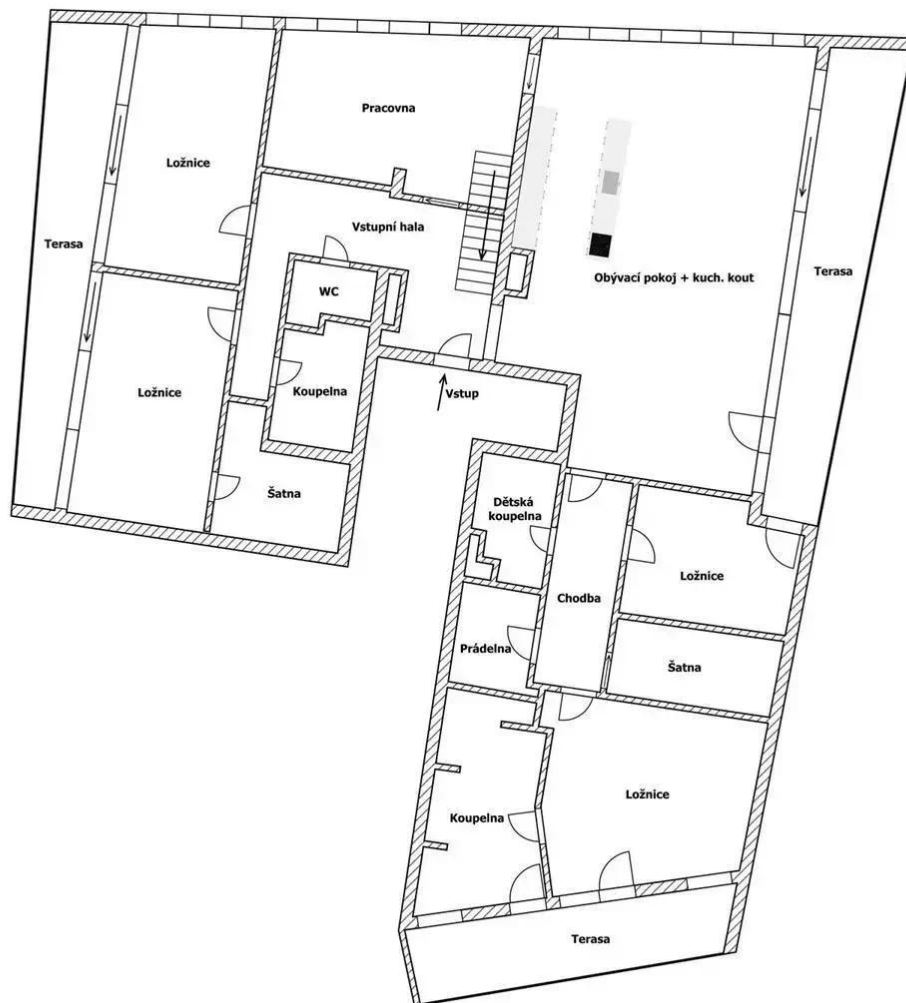 Pracovna
Ložnice
Vstupní hala
Terasa
Obývací pokoj + kuch. kout
Terasa
WC
Ložnice
Koupelna
Vstup
Šatna
Dětská
koupelna
Ložnice
Chodba
Prádelna
Šatna
Ložnice
Koupelna
Terasa